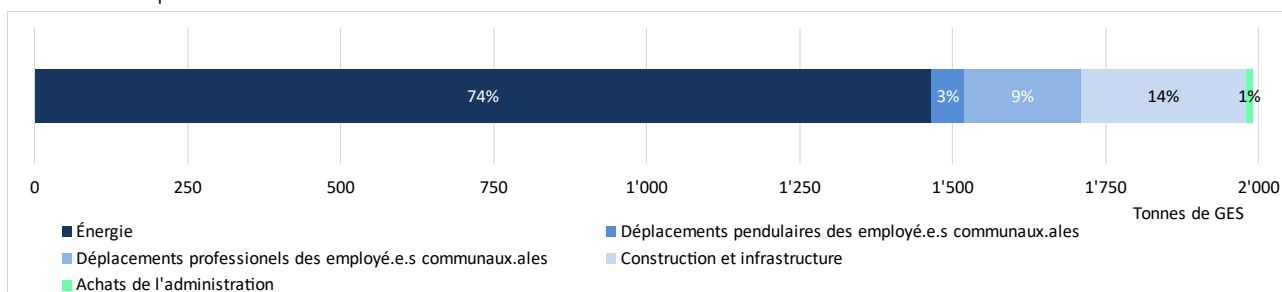 74% 3% 9% 14% 1%
0 250 500 750 1'000 1'250 1'500 1'750 2'000
Tonnes de GES
Énergie Déplacements pendulaires des employé.e.s communaux.ales
Déplacements professionels des employé.e.s communaux.ales Construction et infrastructure
Achats de l'administration